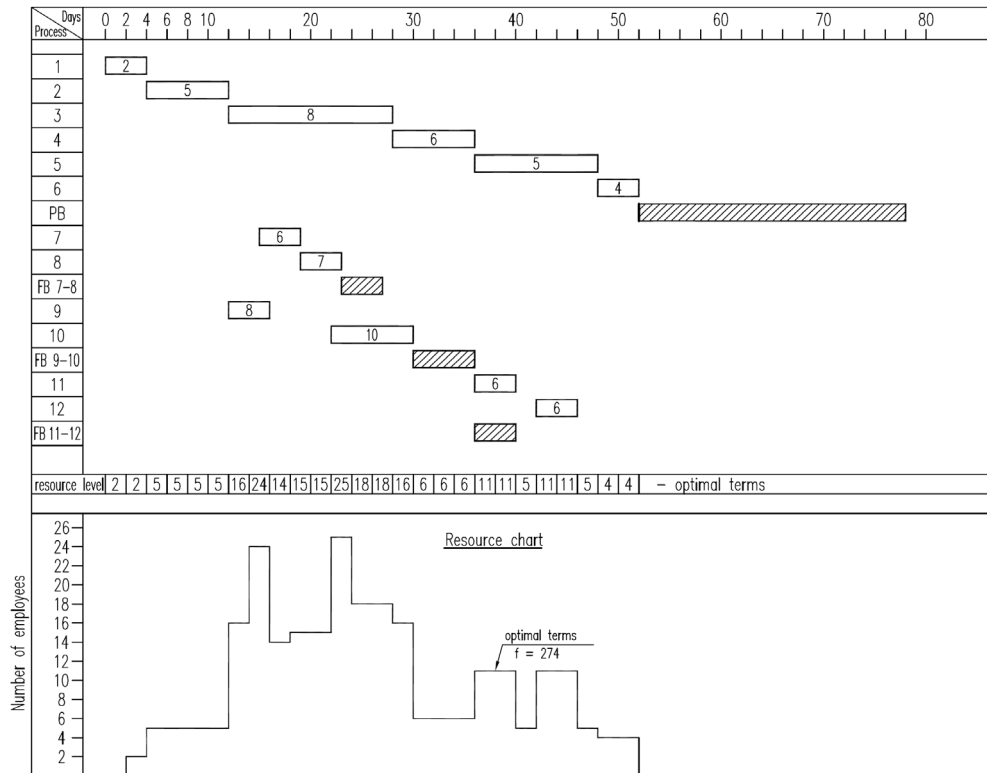 Days 0 2 4 6 8 10 20 30 40 50 60 70 80
Process
1 2
2 5
3 8
4 6
5 5
6 4
PB
7 6
8 7
FB 7-8
9 8
10 10
FB 9-10
11 6
12 6
FB 11-12
resource level 2 2 5 5 5 5 16 24 14 15 15 25 18 18 16 6 6 6 11 11 5 11 11 5 4 4 - optimal terms
Resource chart
Number of employees
26
24
22
20
18
16
14
12
10
8
6
4
2
optimal terms
f = 274